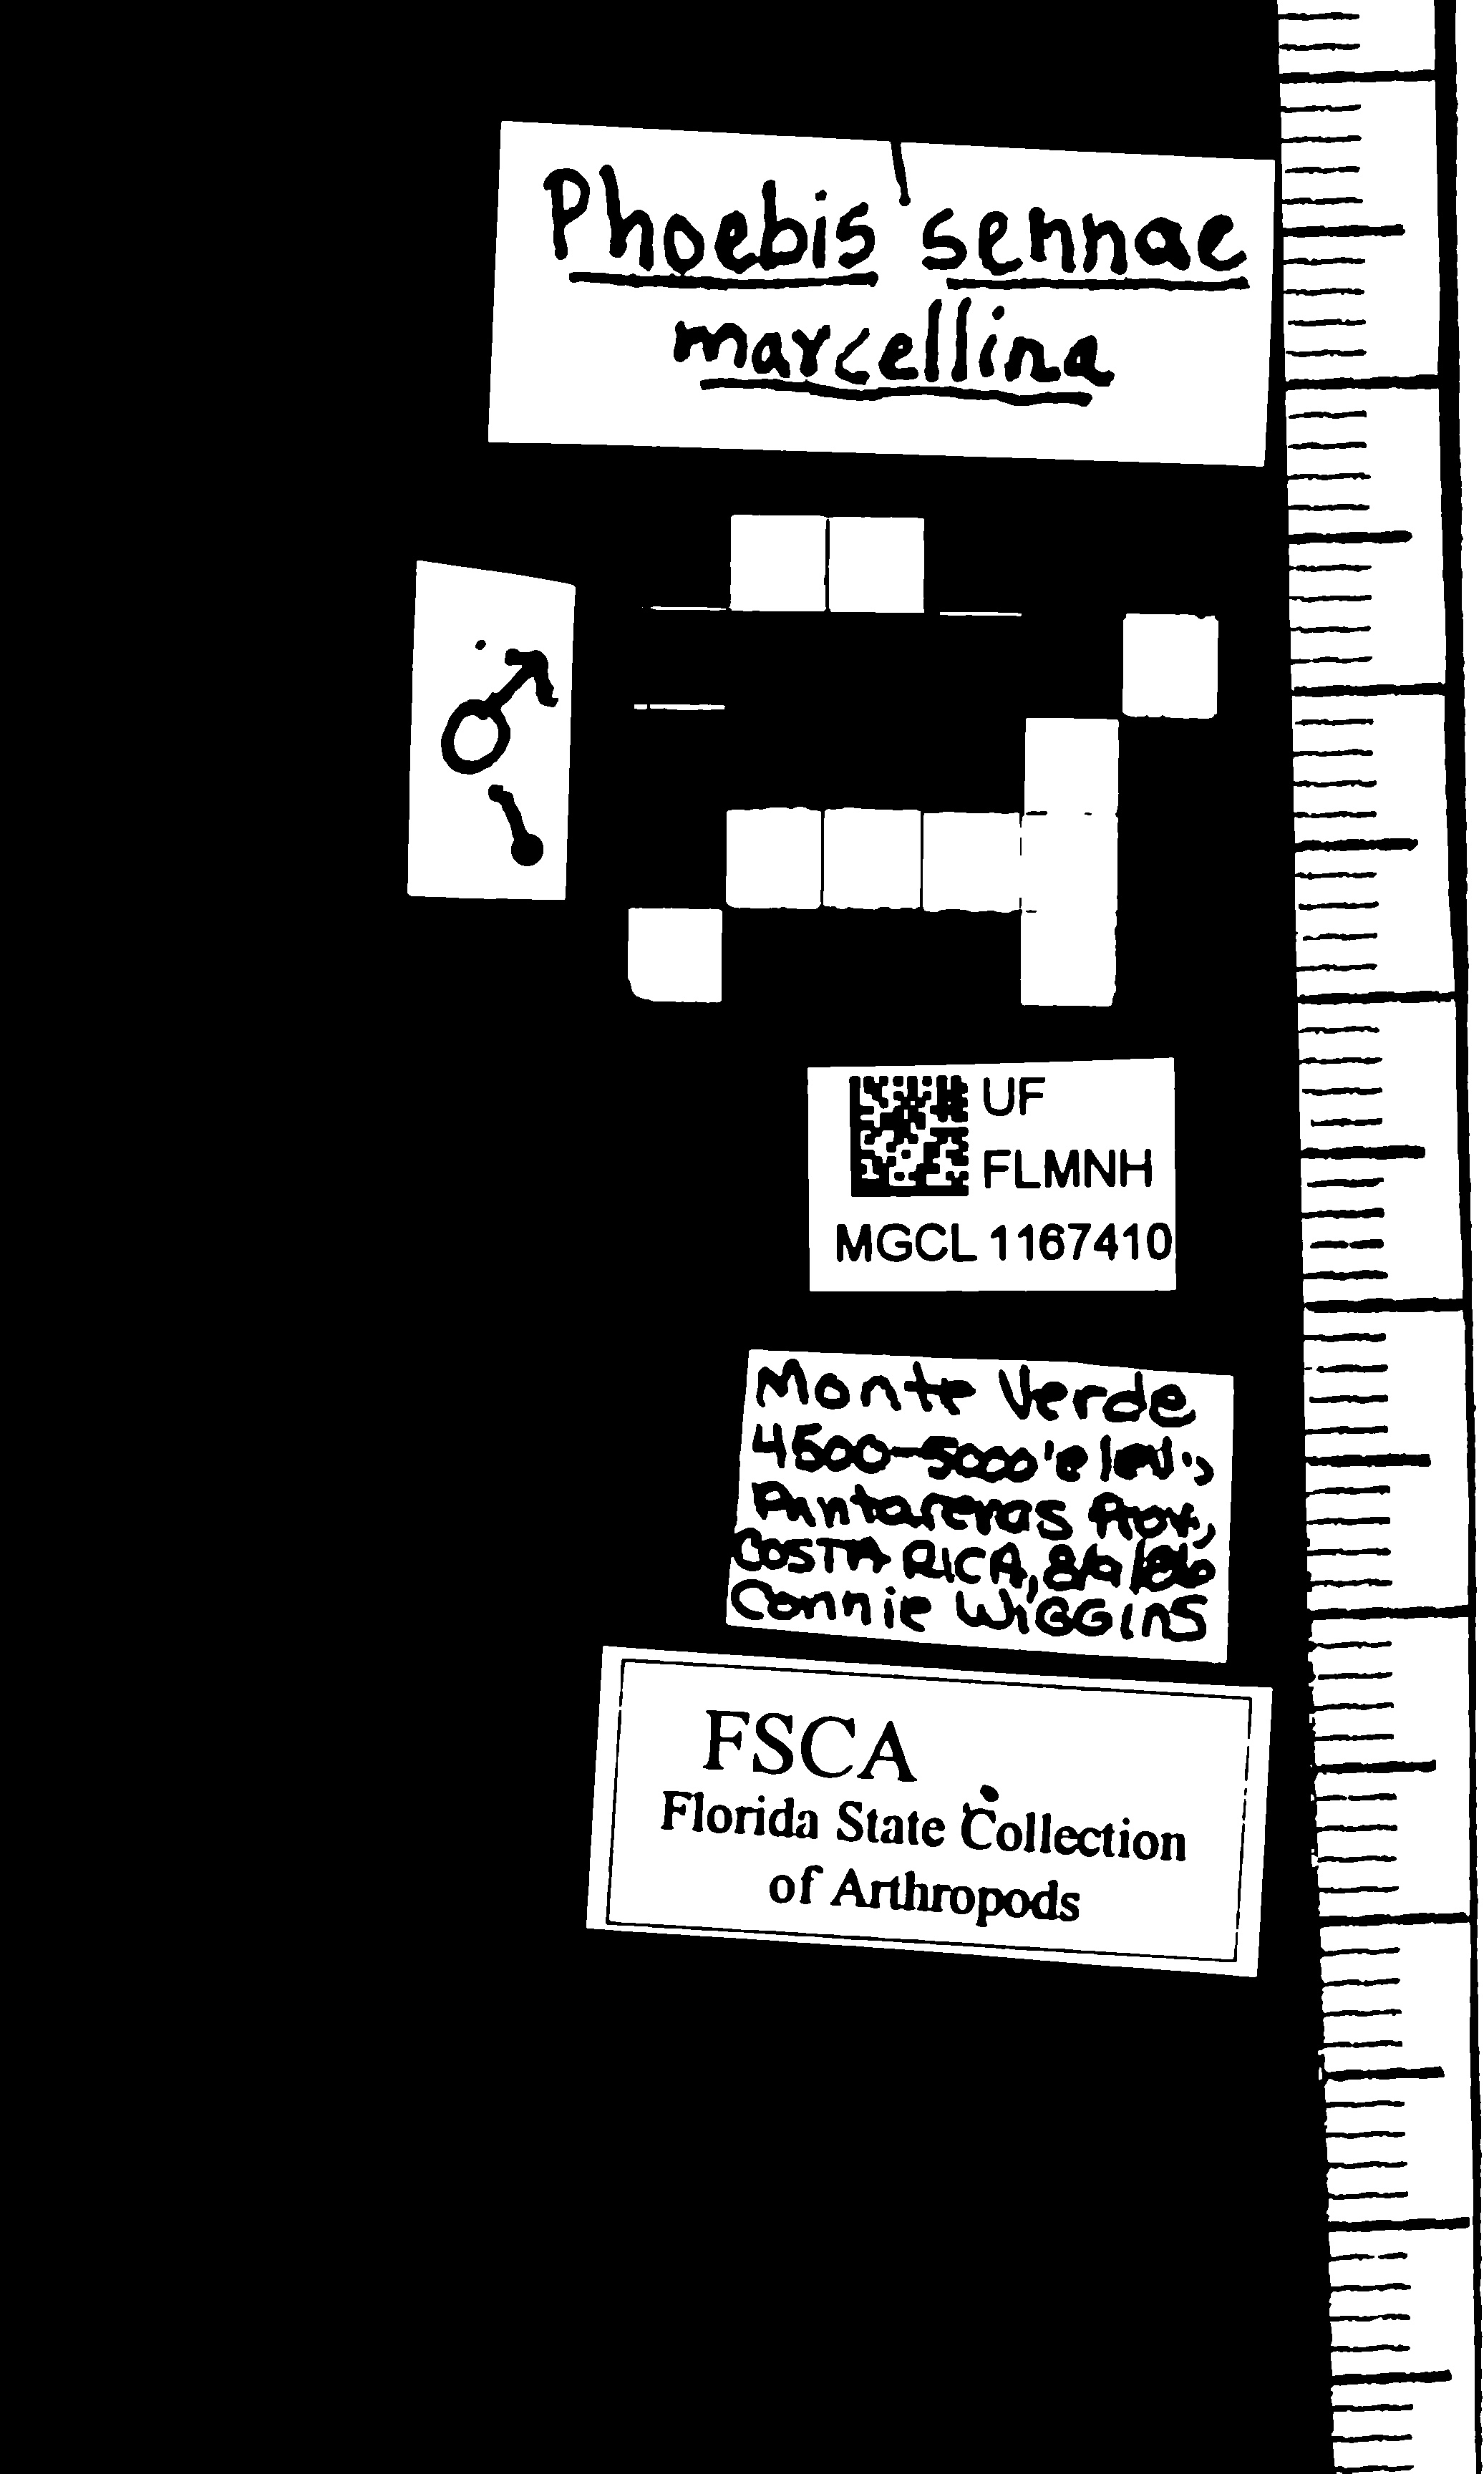 Phoebis sennae
marcellina
♂
UF
FLMNH
MGCL 1167410
Monte Verde
4500-5000' elev.,
Puntarenas Prov.,
COSTA RICA, 8/9/86
Connie WIGGINS
FSCA
Florida State Collection
of Arthropods